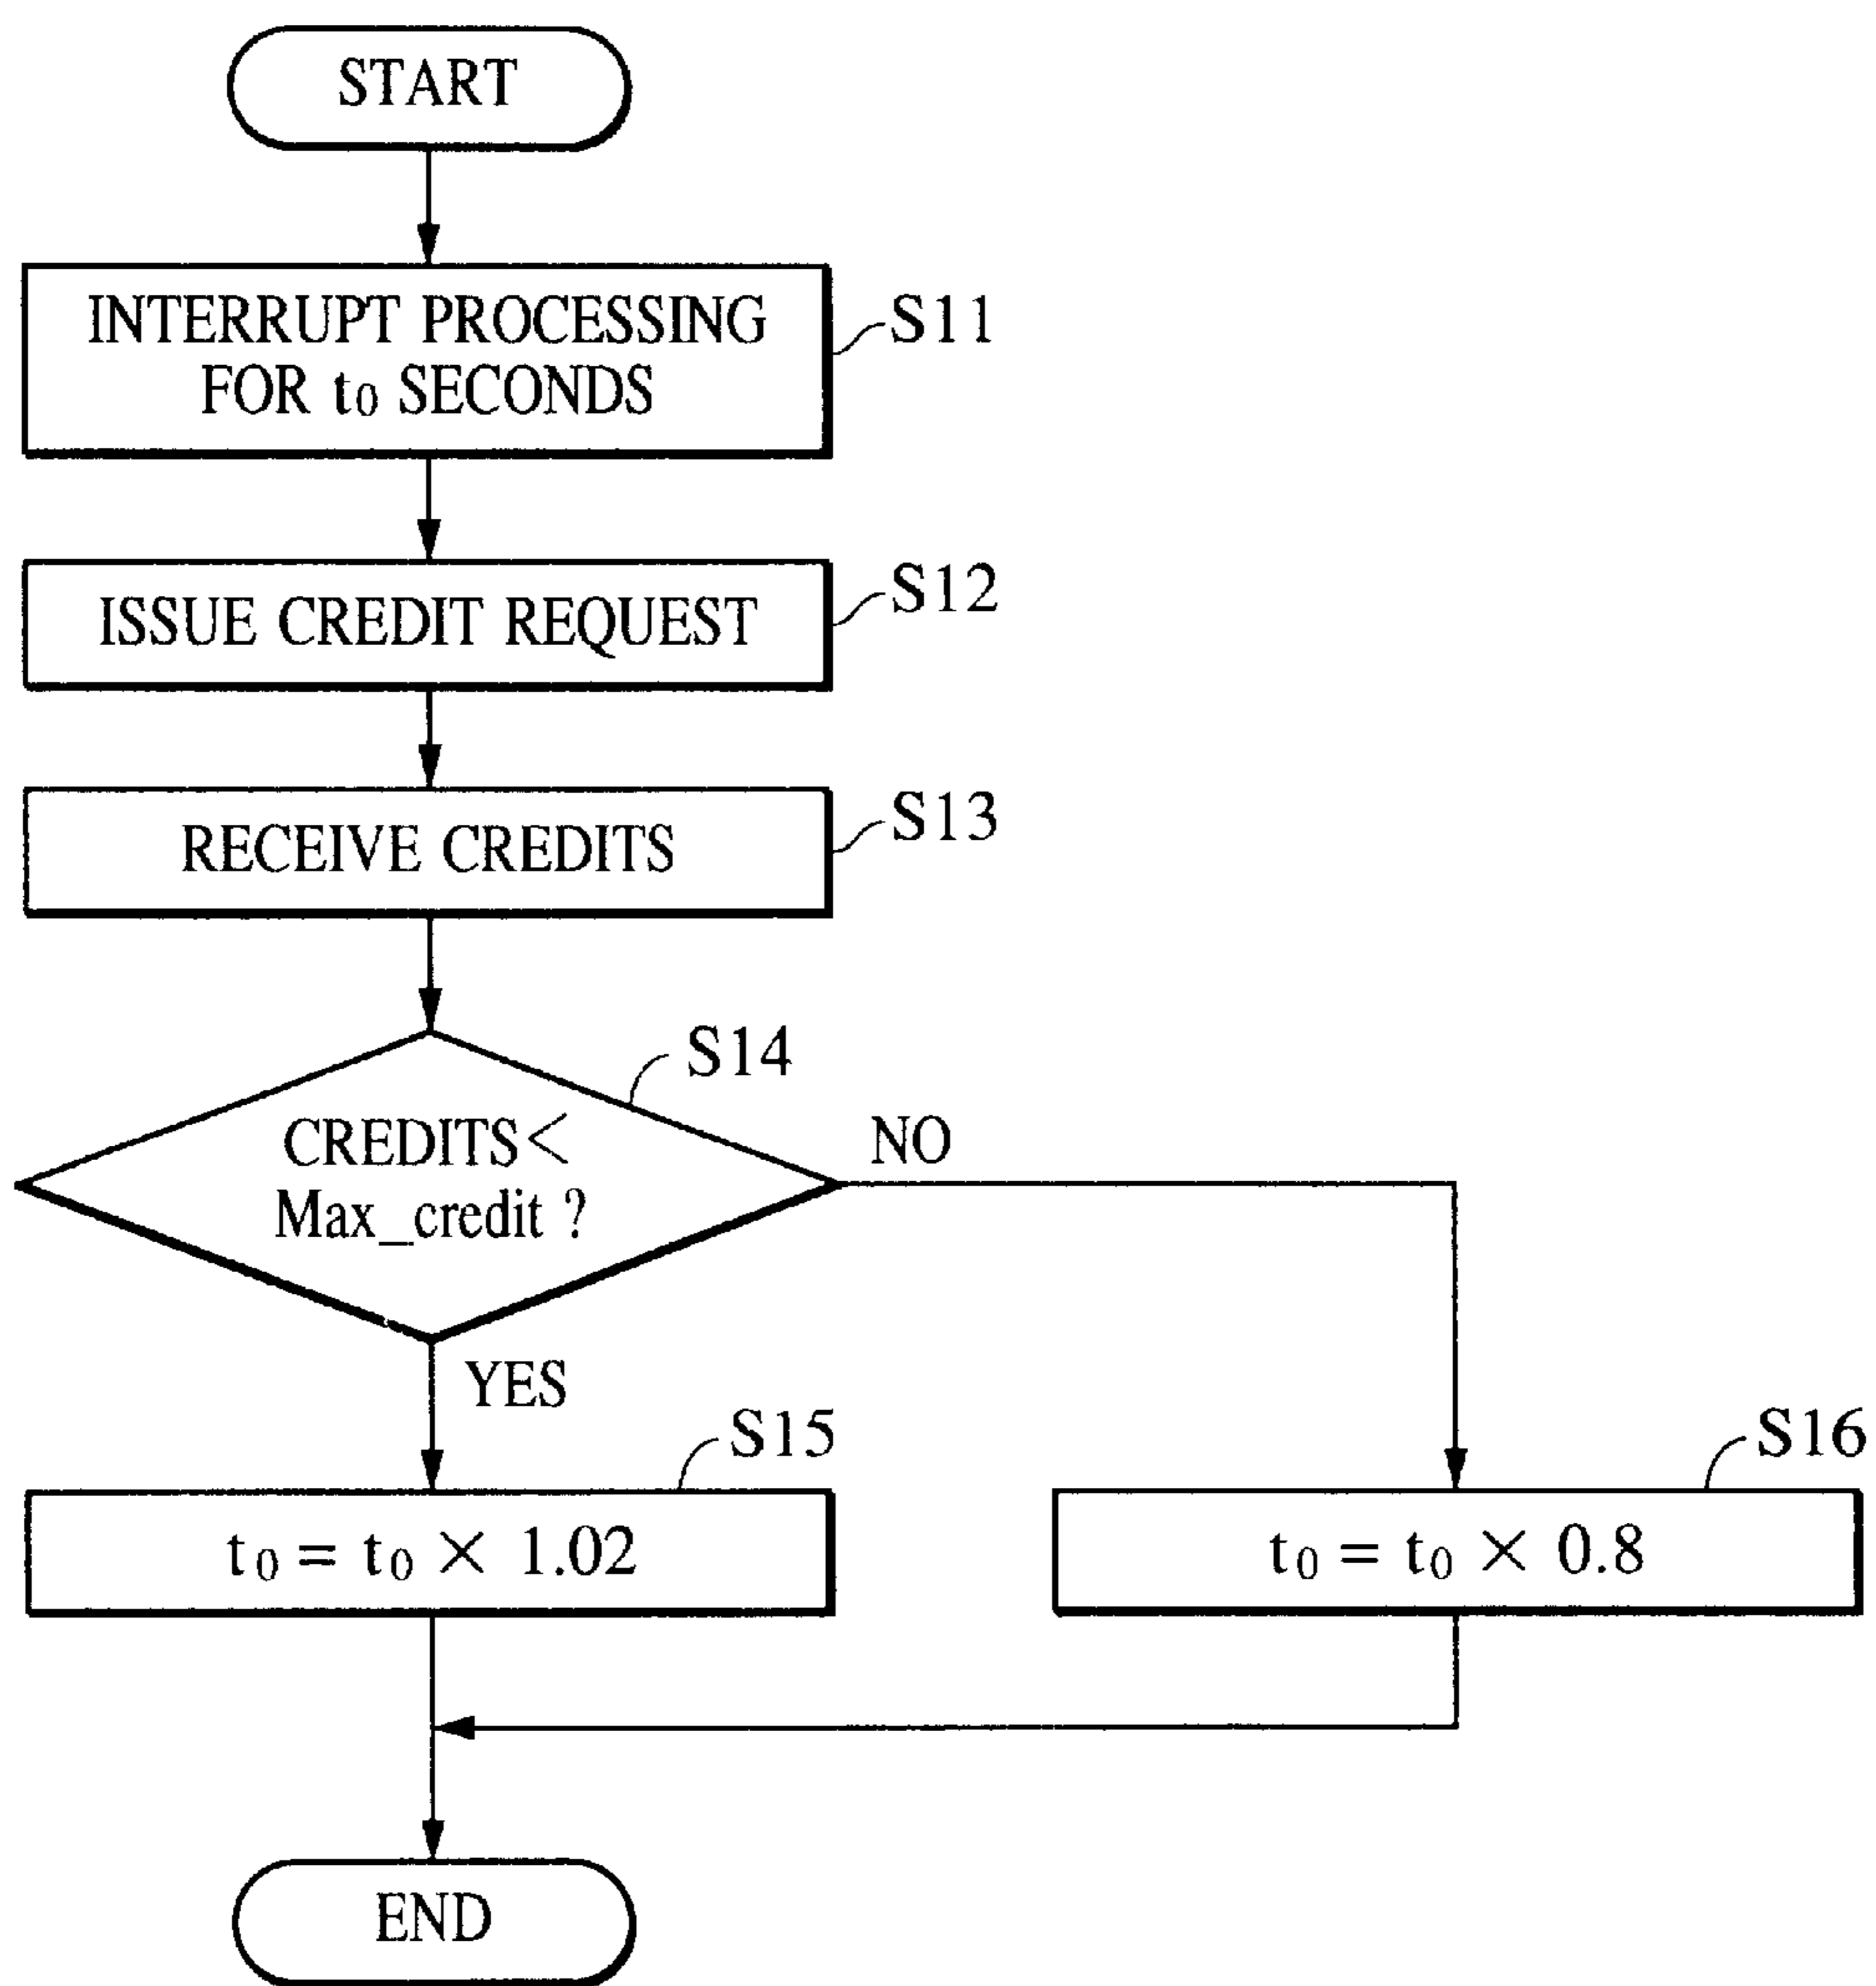 START
INTERRUPT PROCESSING
FOR t₀ SECONDS
S11
ISSUE CREDIT REQUEST
S12
RECEIVE CREDITS
S13
S14
CREDITS<
Max_credit ?
NO
YES
S15
t₀ = t₀ × 1.02
S16
t₀ = t₀ × 0.8
END